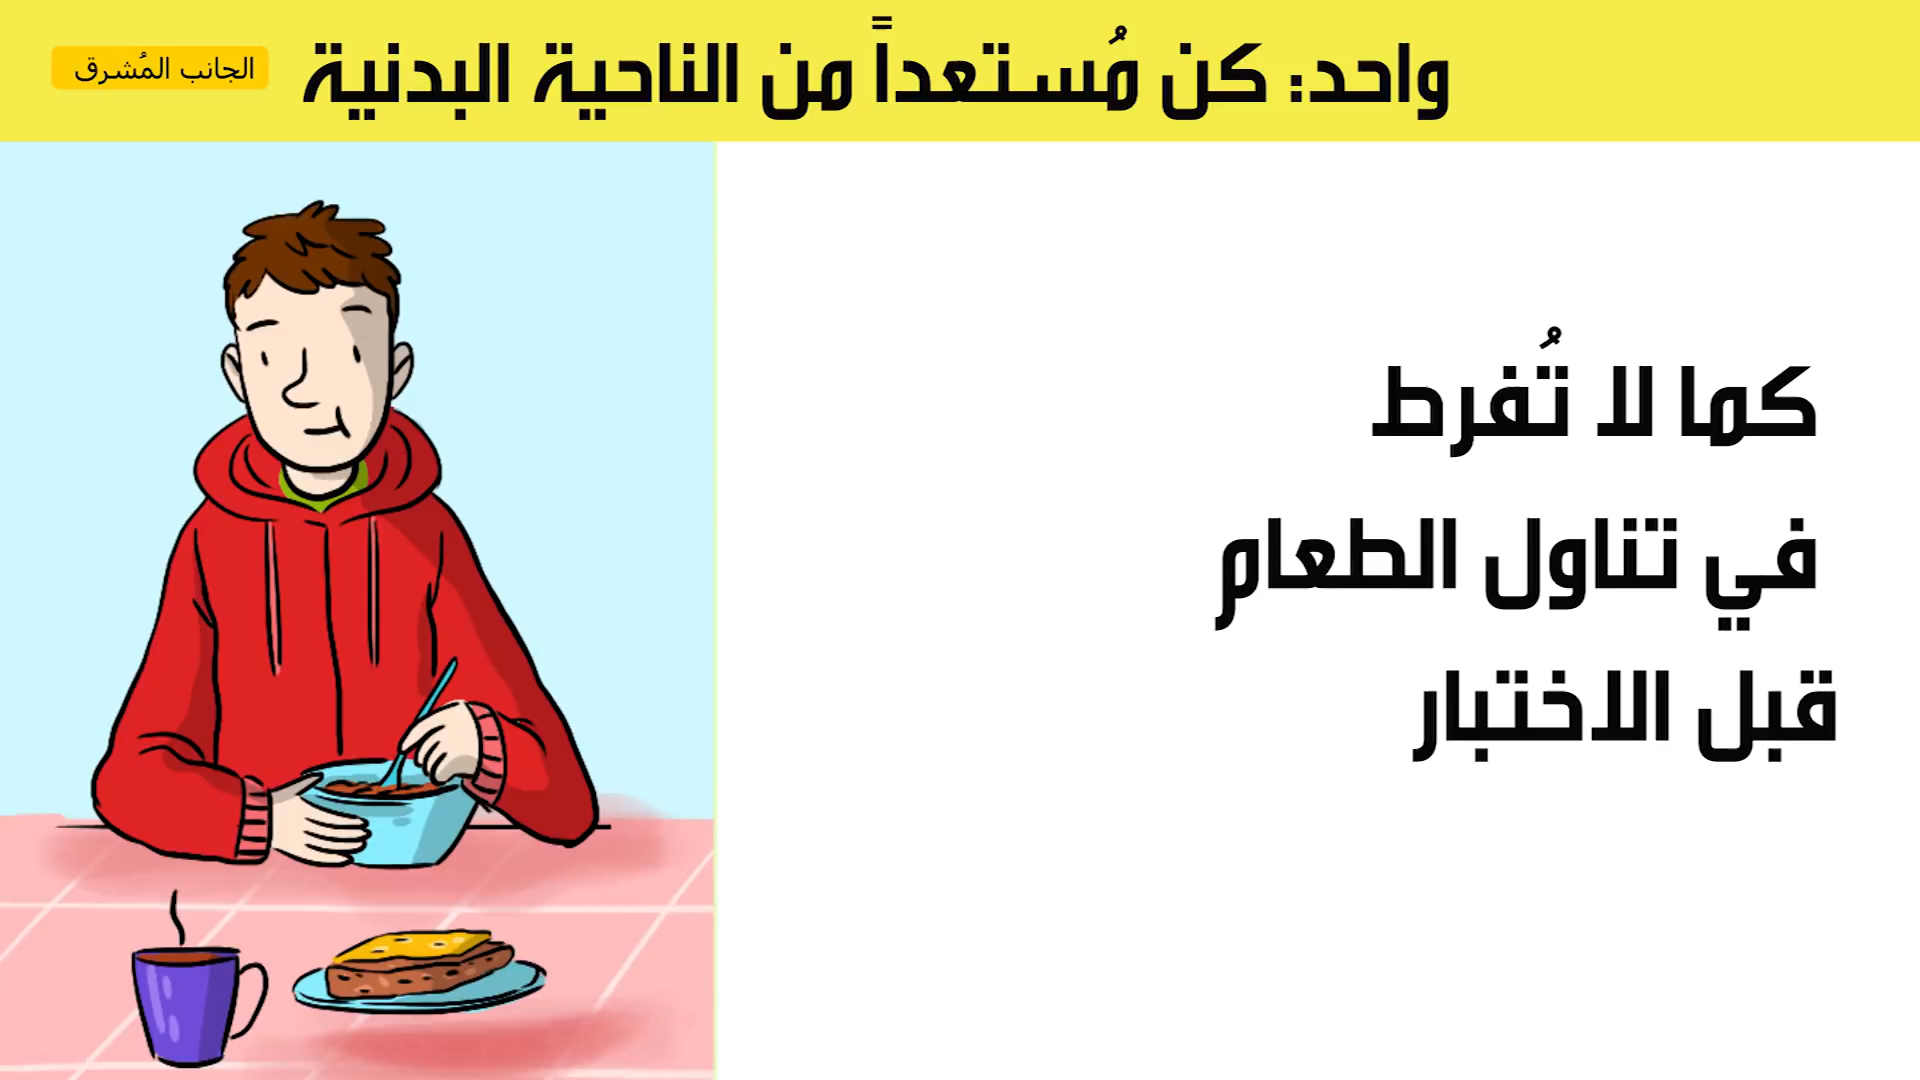 واحد: كن مُستعداً من الناحية البدنية
الجانب المُشرق
كما لا تُفرط
في تناول الطعام
قبل الاختبار